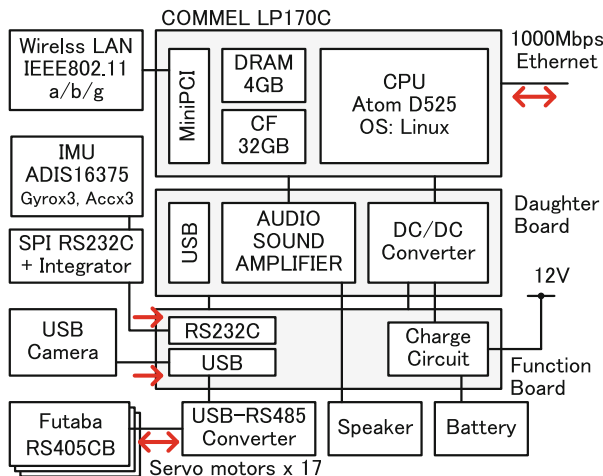 COMMEL LP170C
Wirelss LAN
IEEE802.11
a/b/g
MiniPCI
DRAM
4GB
CF
32GB
CPU
Atom D525
OS: Linux
1000Mbps
Ethernet
IMU
ADIS16375
Gyrox3, Accx3
SPI RS232C
+ Integrator
USB
AUDIO
SOUND
AMPLIFIER
DC/DC
Converter
Daughter
Board
12V
USB
Camera
RS232C
USB
Charge
Circuit
Function
Board
Futaba
RS405CB
USB-RS485
Converter
Speaker
Battery
Servo motors x 17